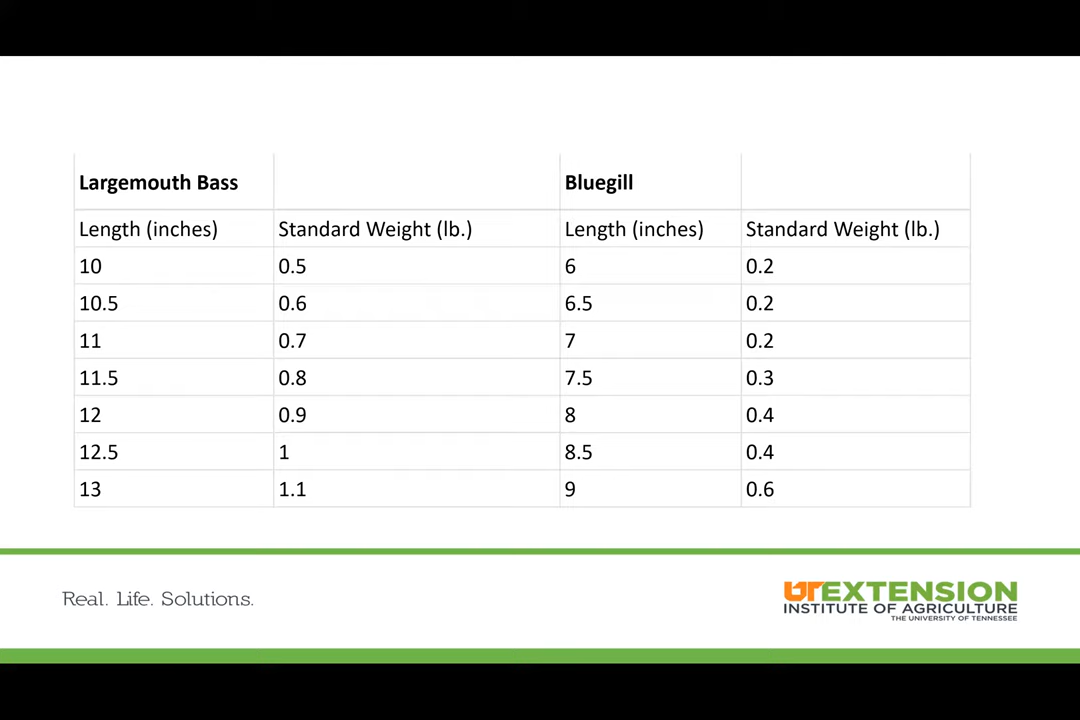 Largemouth Bass Bluegill
Length (inches) Standard Weight (lb.) Length (inches) Standard Weight (lb.)
10 0.5 6 0.2
10.5 0.6 6.5 0.2
11 0.7 7 0.2
11.5 0.8 7.5 0.3
12 0.9 8 0.4
12.5 1 8.5 0.4
13 1.1 9 0.6
Real. Life. Solutions.
UTEXTENSION
INSTITUTE OF AGRICULTURE
THE UNIVERSITY OF TENNESSEE